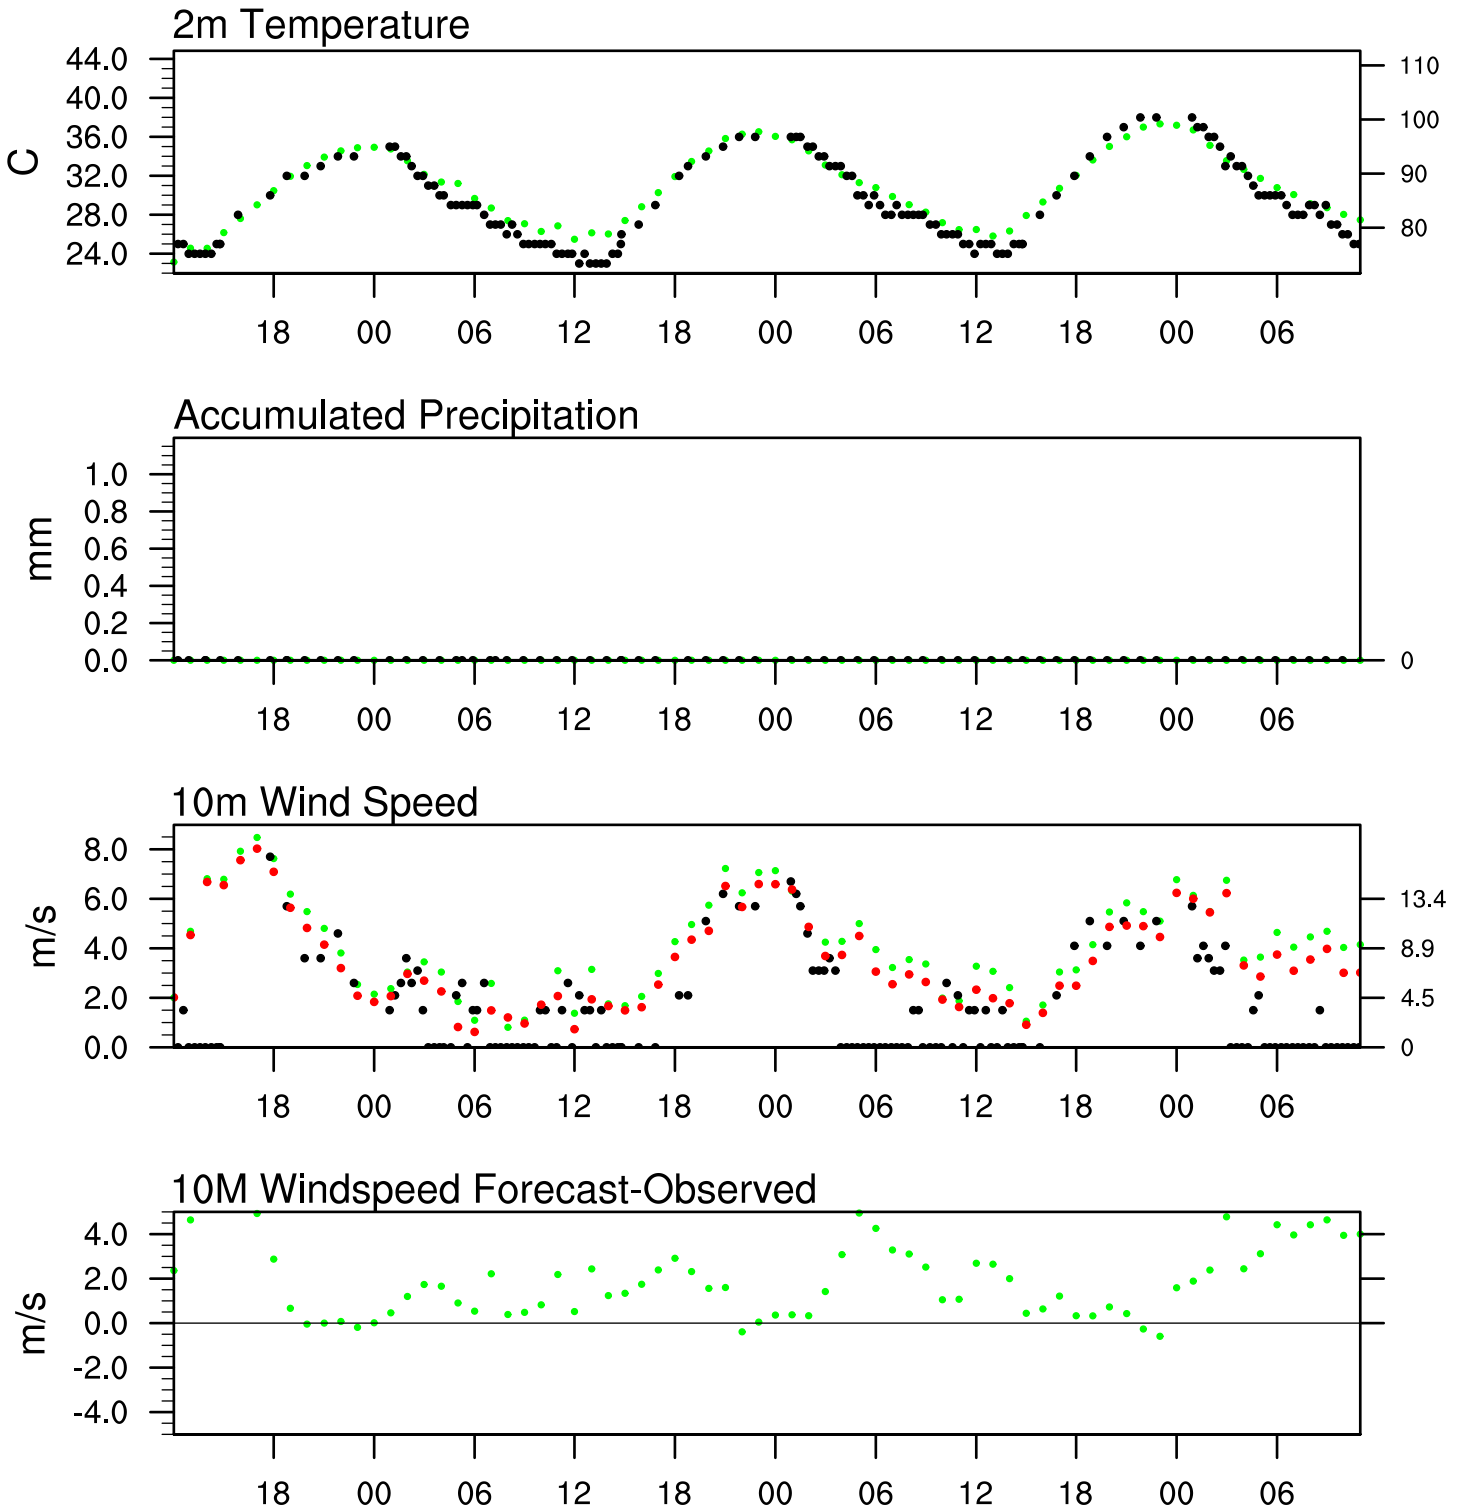 2m Temperature
C
44.0
40.0
36.0
32.0
28.0
24.0
110
100
90
80
18 00 06 12 18 00 06 12 18 00 06
Accumulated Precipitation
mm
1.0
0.8
0.6
0.4
0.2
0.0
0
18 00 06 12 18 00 06 12 18 00 06
10m Wind Speed
m/s
8.0
6.0
4.0
2.0
0.0
13.4
8.9
4.5
0
18 00 06 12 18 00 06 12 18 00 06
10M Windspeed Forecast-Observed
m/s
4.0
2.0
0.0
-2.0
-4.0
18 00 06 12 18 00 06 12 18 00 06